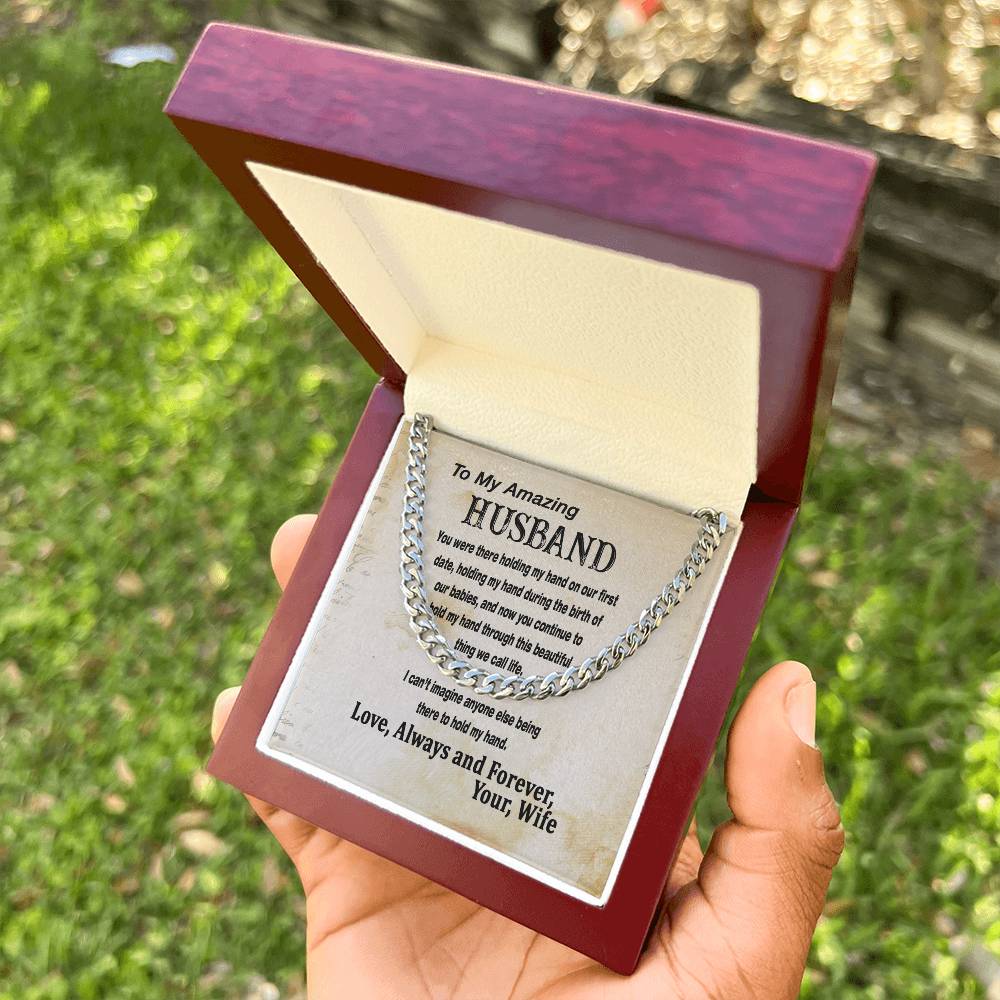 To My Amazing
HUSBAND
You were there holding my hand on our first
date, holding my hand during the birth of
our babies, and now you continue to
hold my hand through this beautiful
thing we call life,
I can't imagine anyone else being
there to hold my hand.
Love, Always and Forever,
Your, Wife